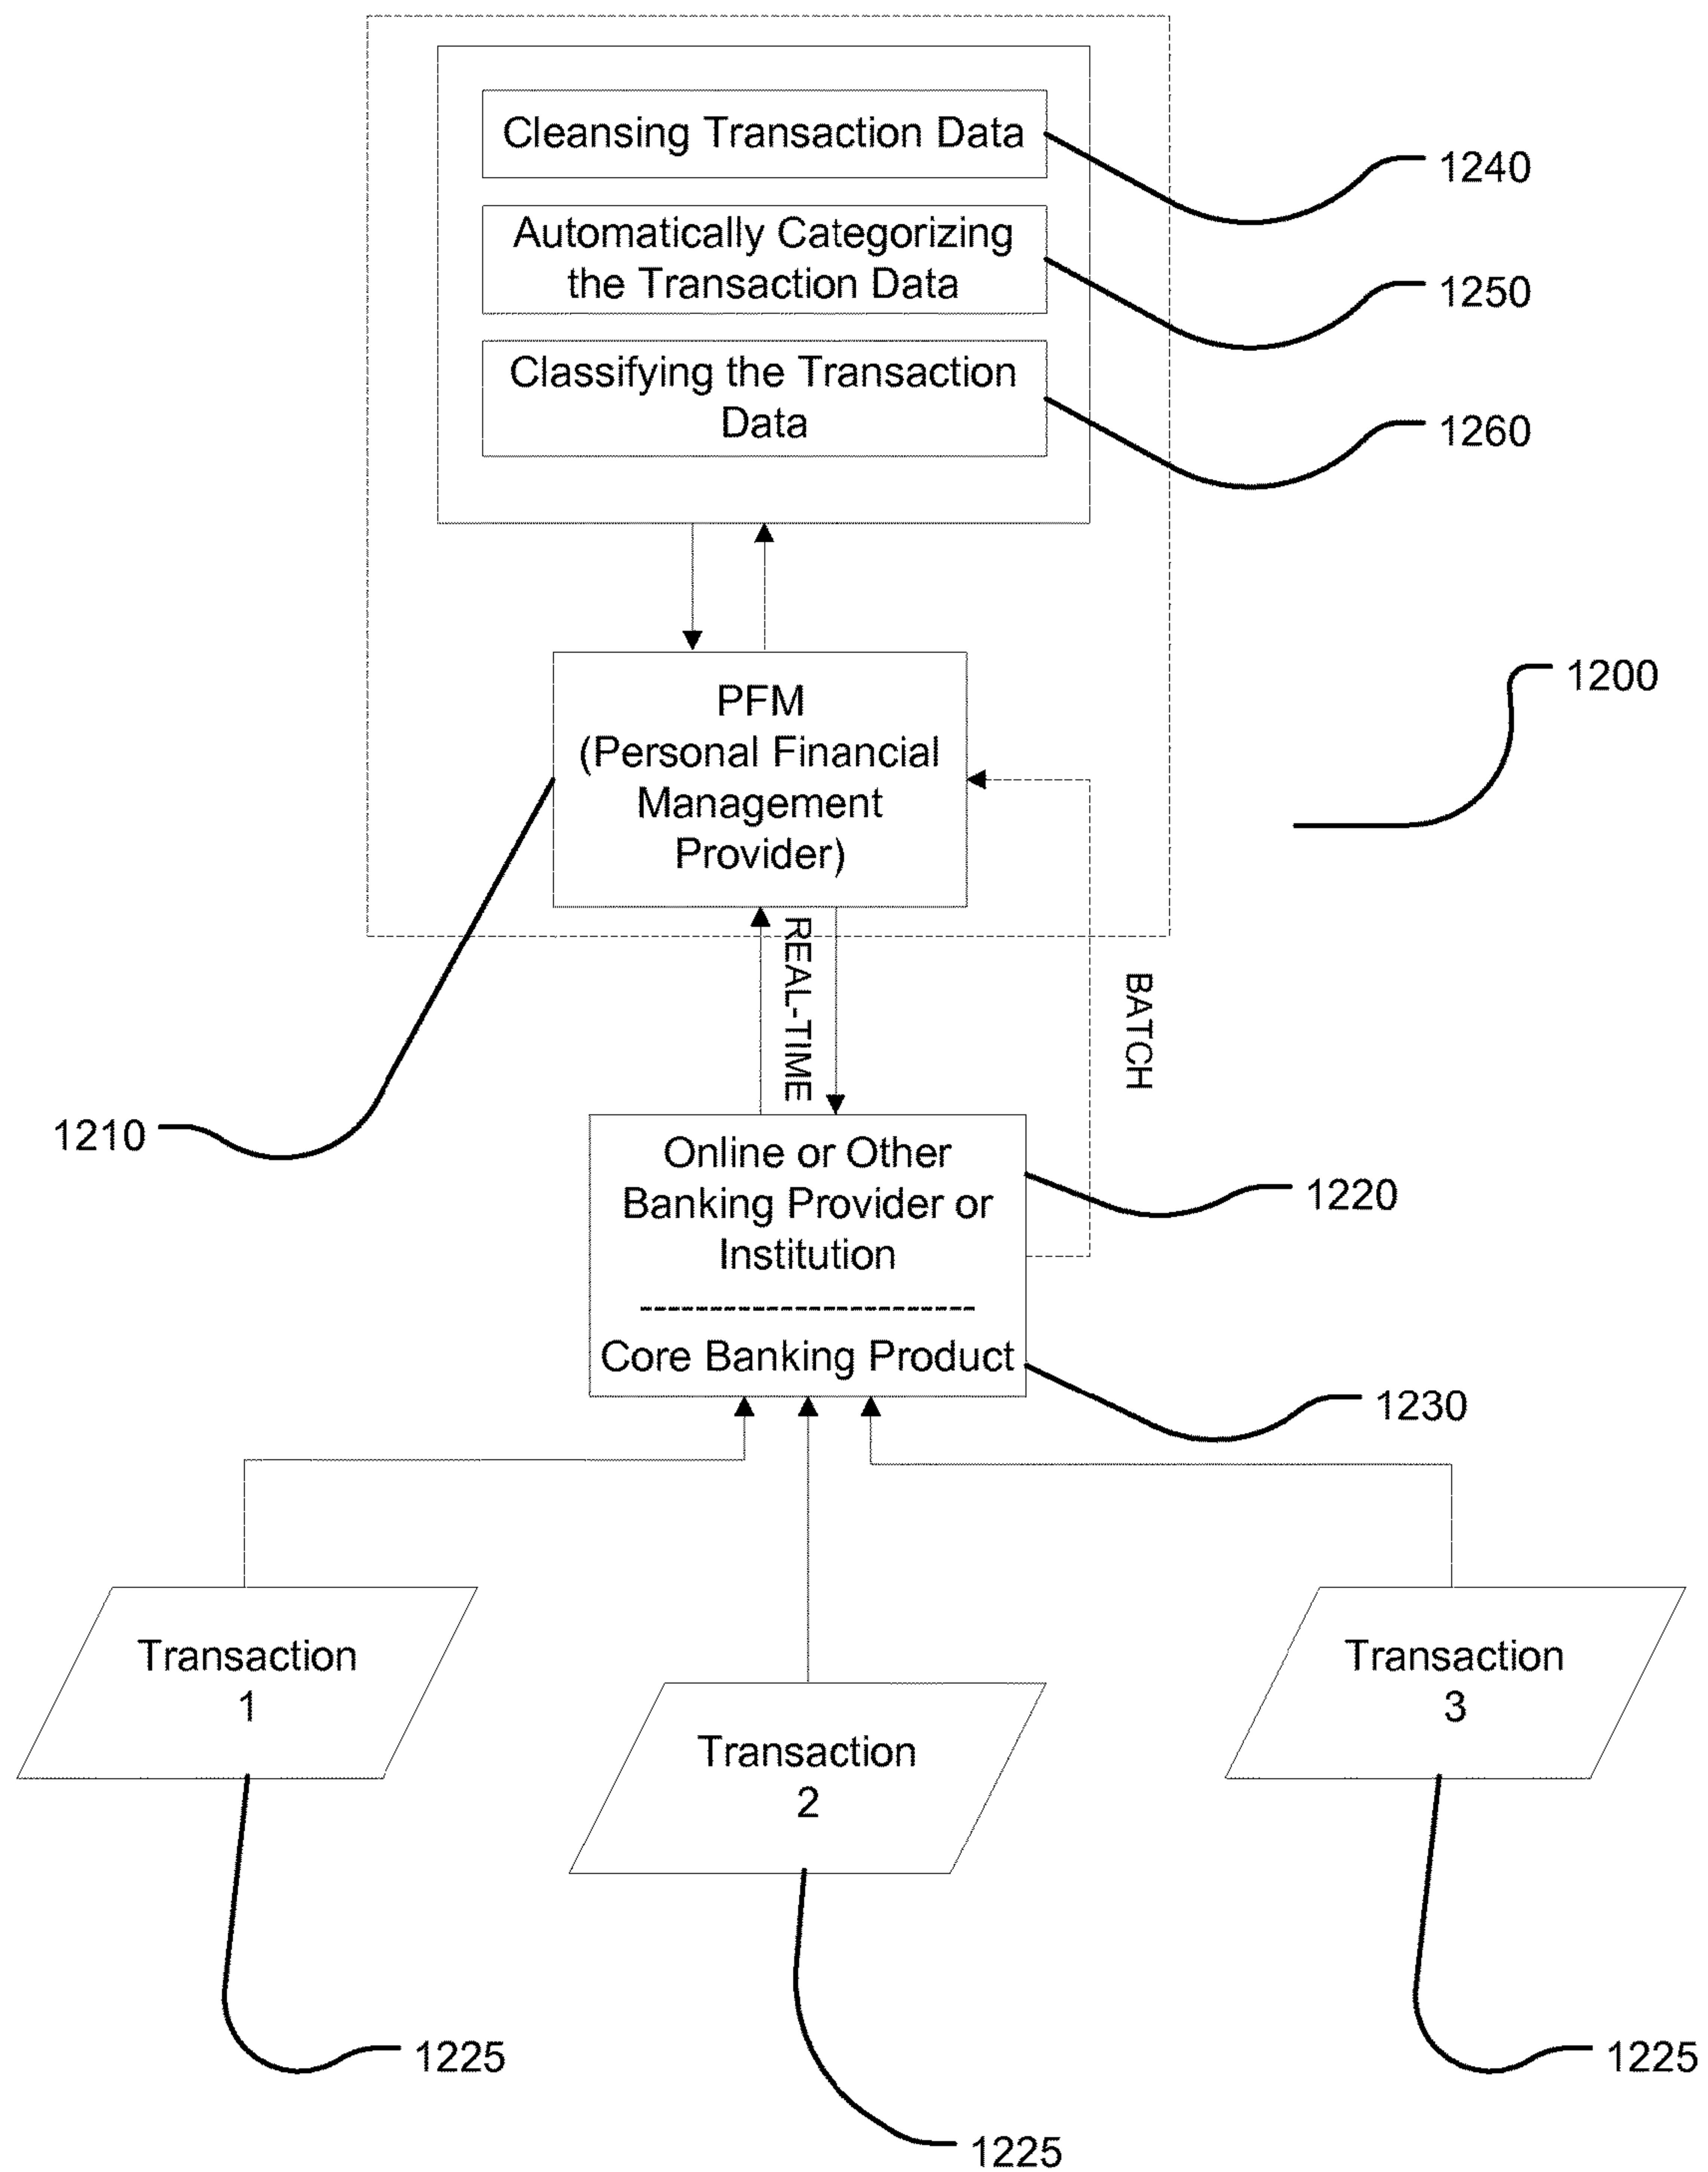 Cleansing Transaction Data
1240
Automatically Categorizing
the Transaction Data
1250
Classifying the Transaction
Data
1260
1200
PFM
(Personal Financial
Management
Provider)
REAL-TIME
BATCH
1210
Online or Other
Banking Provider or
Institution
1220
Core Banking Product
1230
Transaction
1
Transaction
2
Transaction
3
1225
1225
1225